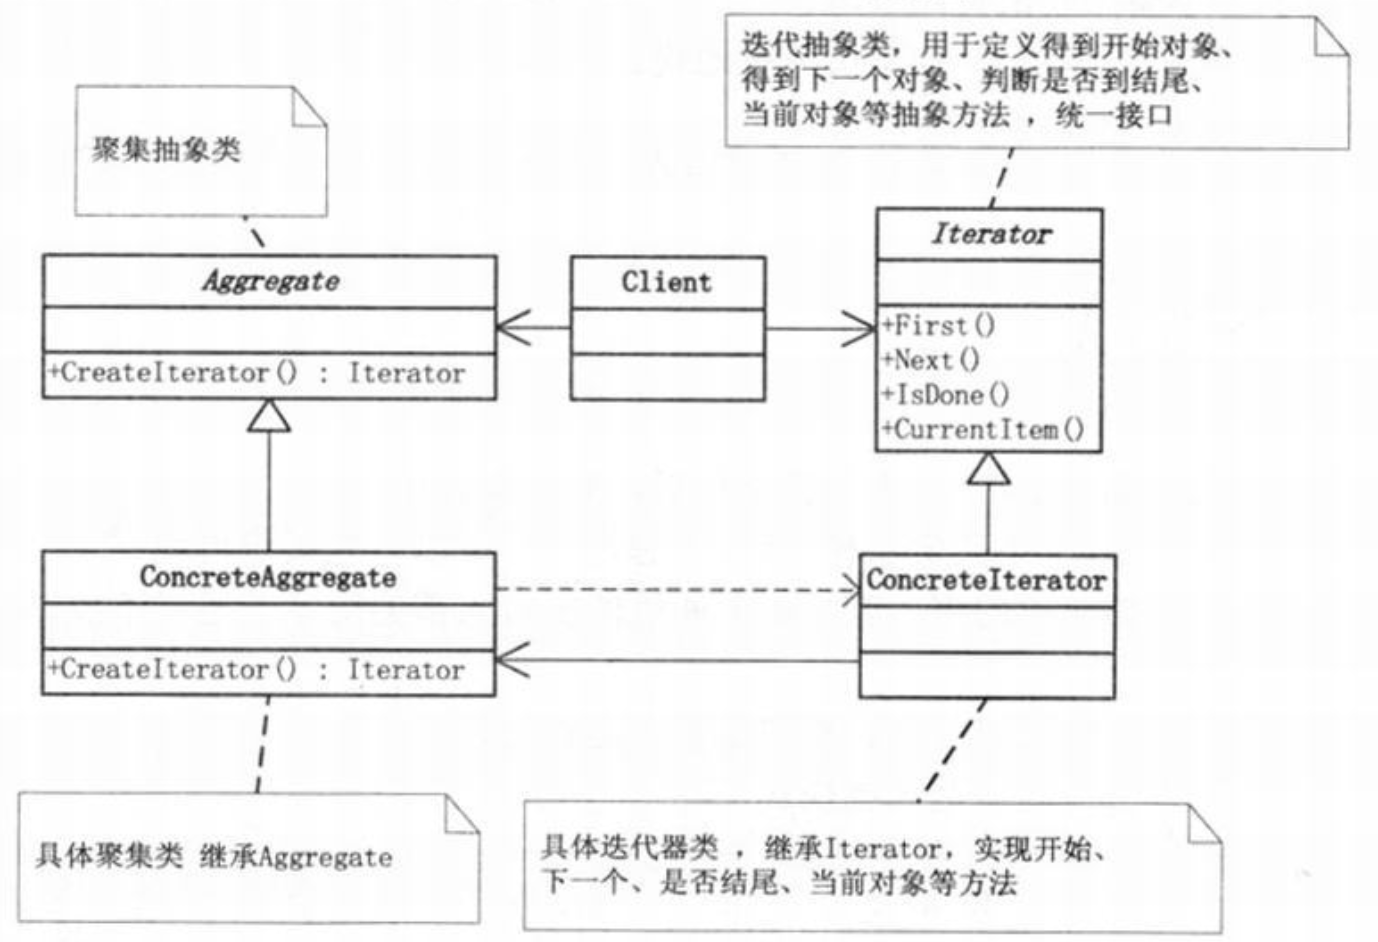 迭代抽象类，用于定义得到开始对象、
得到下一个对象、判断是否到结尾、
当前对象等抽象方法 ，统一接口
聚集抽象类
Iterator
Aggregate
Client
+First()
+Next()
+IsDone()
+CurrentItem()
+CreateIterator() : Iterator
ConcreteAggregate
ConcreteIterator
+CreateIterator() : Iterator
具体聚集类 继承Aggregate
具体迭代器类 ，继承Iterator，实现开始、
下一个、是否结尾、当前对象等方法